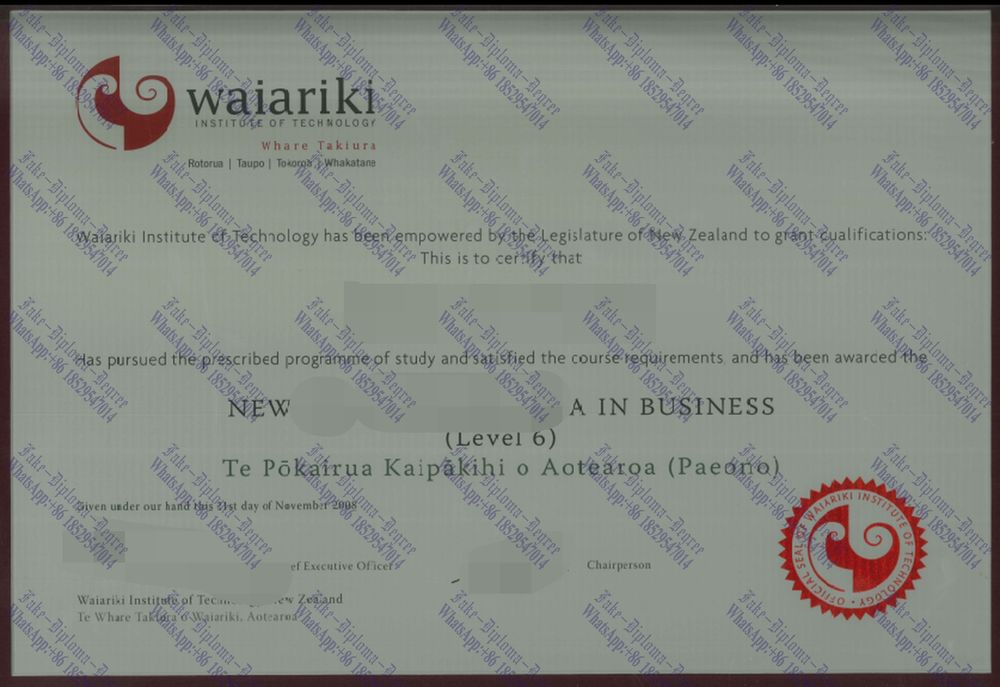 waiariki
INSTITUTE OF TECHNOLOGY
Whare Takiura
Rotorua | Taupo | Tokoroa | Whakatane
Waiariki Institute of Technology has been empowered by the Legislature of New Zealand to grant qualifications:
This is to certify that
Has pursued the prescribed programme of study and satisfied the course requirements, and has been awarded the
NEW A IN BUSINESS
(Level 6)
Te Pōkairua Kaipākihi o Aotearoa (Paeono)
Given under our hand this 21st day of November 2008
ef Executive Officer
Chairperson
Waiariki Institute of New Zealand
Te Whare Takiura o Waiariki, Aotearoa
OFFICIAL SEAL OF WAIARIKI INSTITUTE OF TECHNOLOGY
Fake-Diploma-Degree
WhatsApp:+86 18529547014